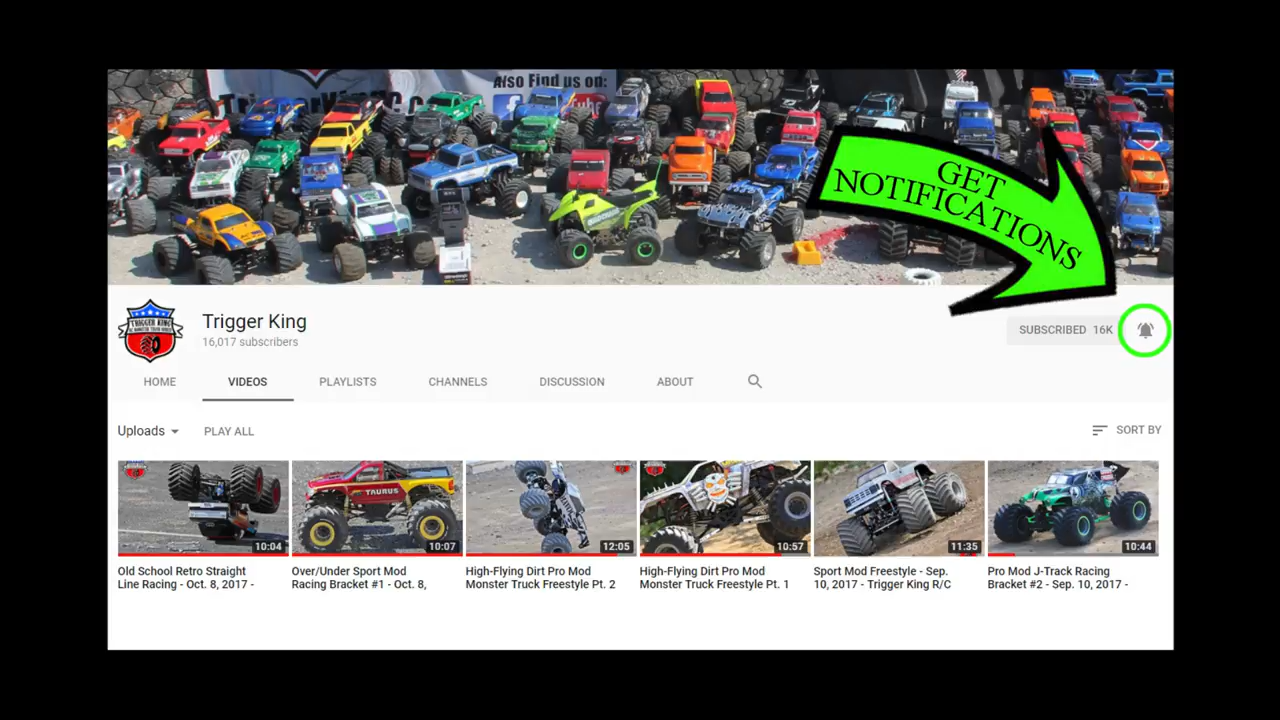 Also Find us on:
GET
NOTIFICATIONS
TRIGGER KING
Trigger King
16,017 subscribers
SUBSCRIBED 16K
HOME VIDEOS PLAYLISTS CHANNELS DISCUSSION ABOUT
Uploads PLAY ALL SORT BY
TAURUS
10:04 10:07 12:05 10:57 11:35 10:44
Old School Retro Straight
Line Racing - Oct. 8, 2017 -
Over/Under Sport Mod
Racing Bracket #1 - Oct. 8,
High-Flying Dirt Pro Mod
Monster Truck Freestyle Pt. 2
High-Flying Dirt Pro Mod
Monster Truck Freestyle Pt. 1
Sport Mod Freestyle - Sep.
10, 2017 - Trigger King R/C
Pro Mod J-Track Racing
Bracket #2 - Sep. 10, 2017 -